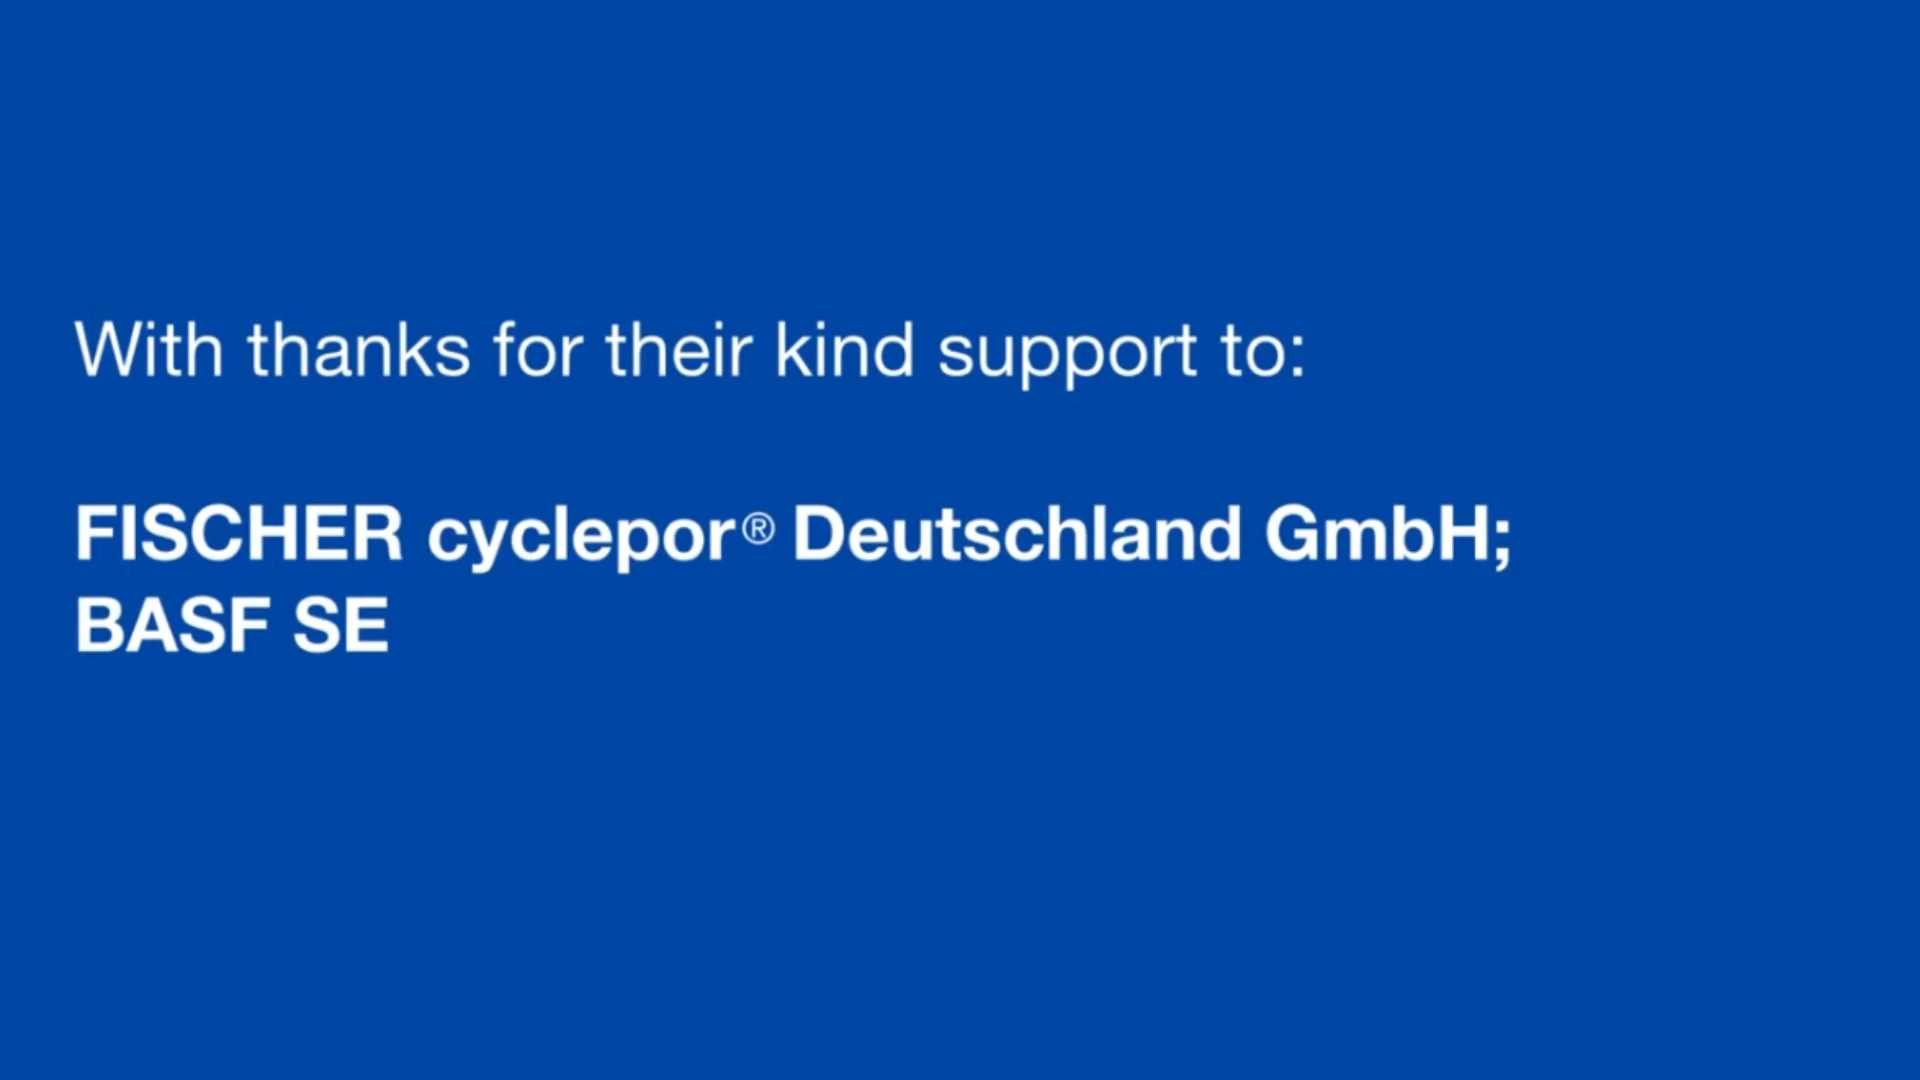 With thanks for their kind support to:
FISCHER cyclepor® Deutschland GmbH;
BASF SE